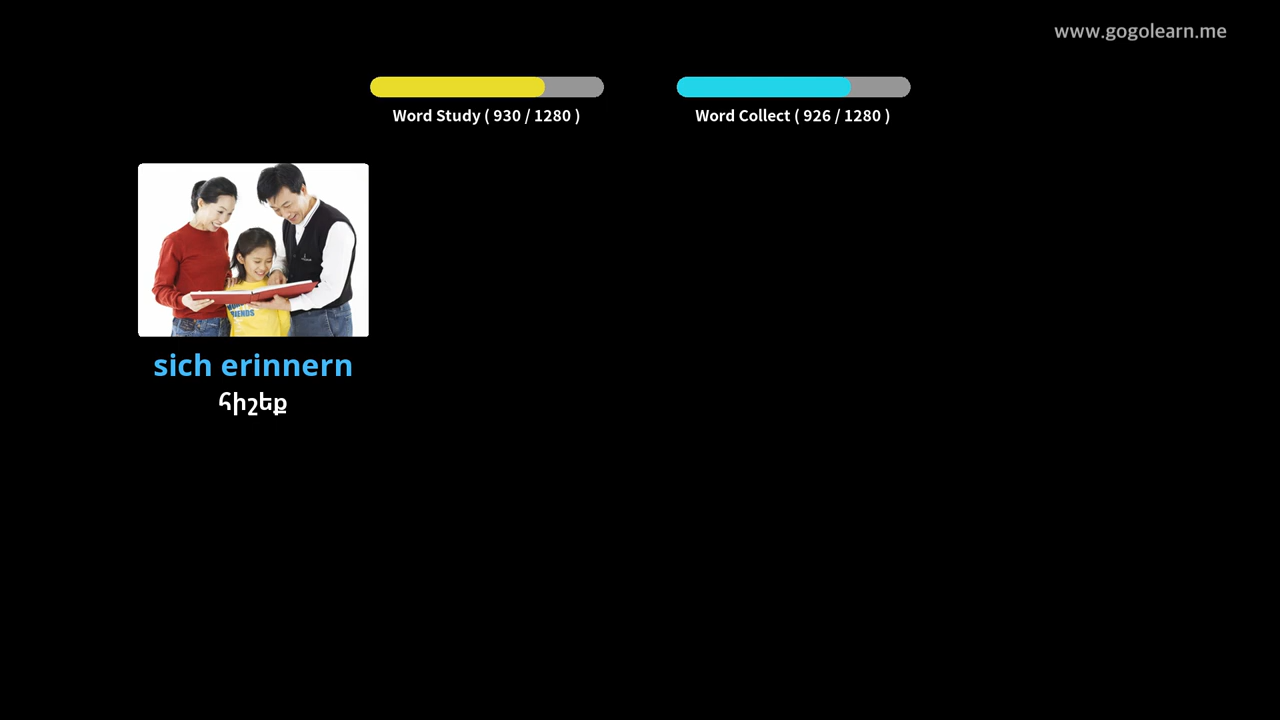 www.gogolearn.me
Word Study ( 930 / 1280 )
Word Collect ( 926 / 1280 )
sich erinnern
հիշեք